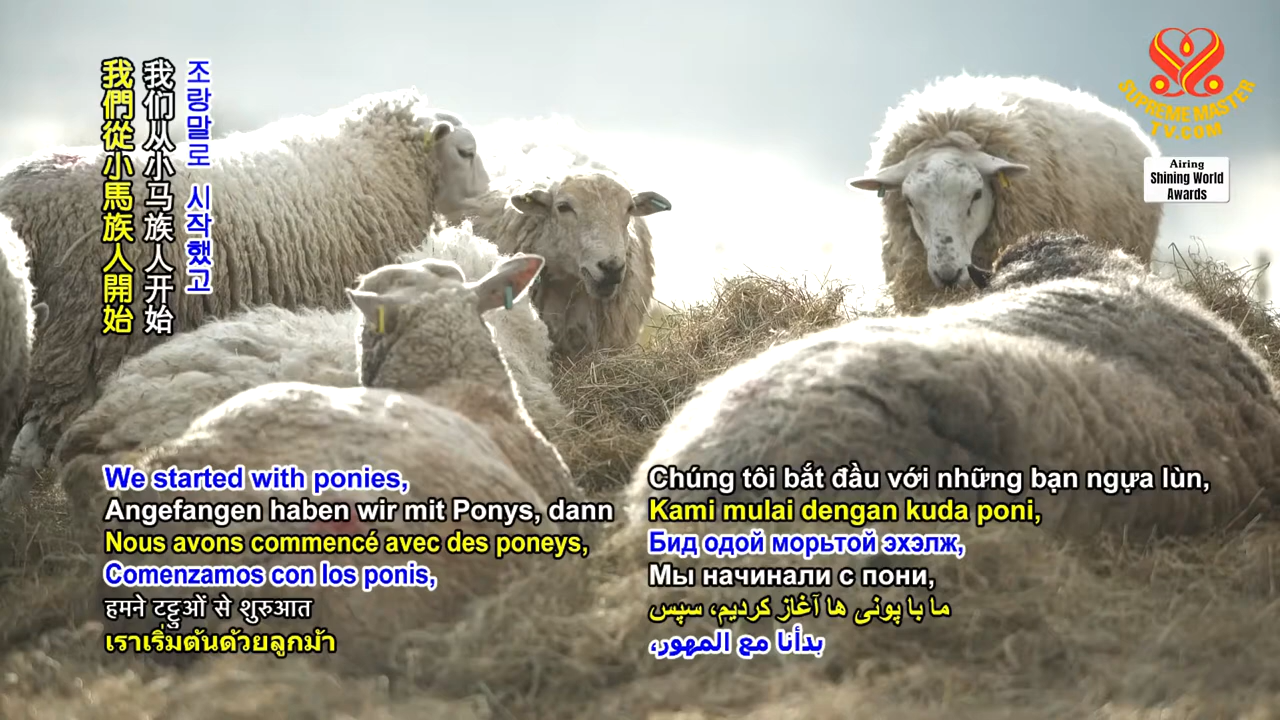 조랑말로 시작했고
我们从小马族人开始
我們從小馬族人開始
SUPREME MASTER
TV.COM
Airing
Shining World
Awards
We started with ponies,
Angefangen haben wir mit Ponys, dann
Nous avons commencé avec des poneys,
Comenzamos con los ponis,
हमने टट्टुओं से शुरुआत
เราเริ่มต้นด้วยลูกม้า
Chúng tôi bắt đầu với những bạn ngựa lùn,
Kami mulai dengan kuda poni,
Бид одой морьтой эхэлж,
Мы начинали с пони,
ما با پونی ها آغاز کردیم، سپس
بدأنا مع المهور،